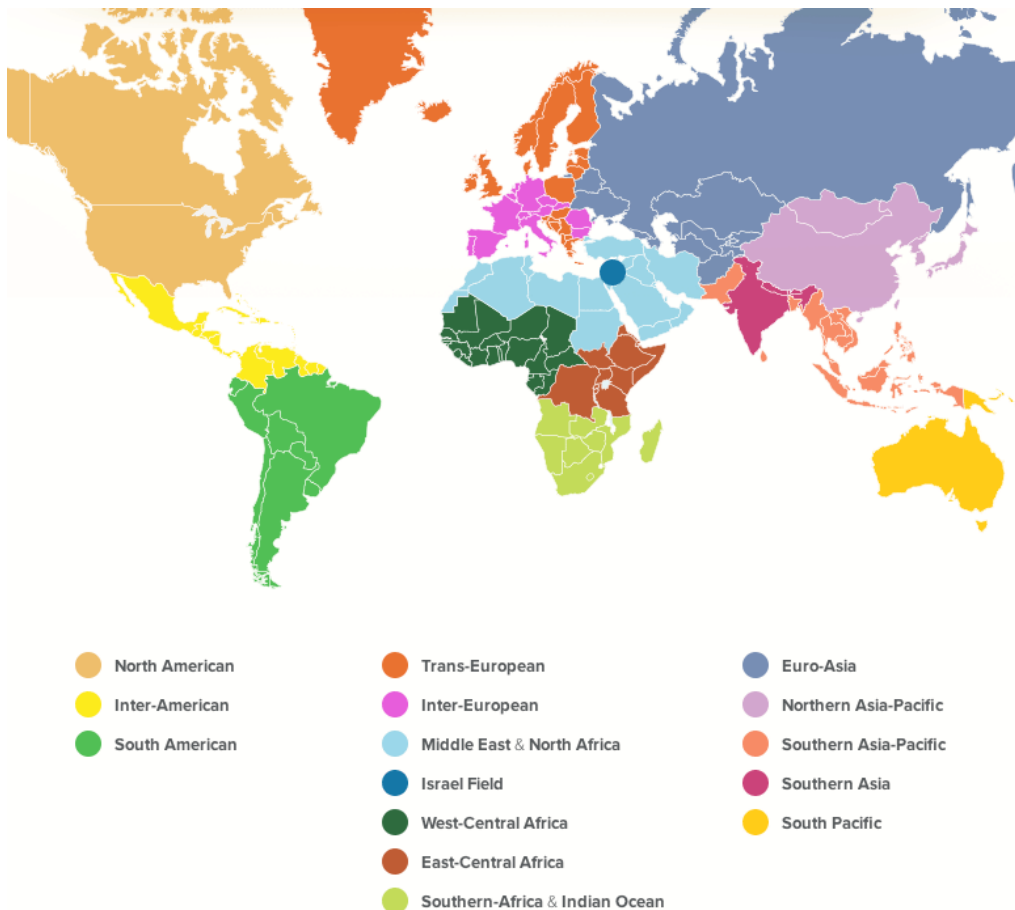 North American
Inter-American
South American
Trans-European
Inter-European
Middle East & North Africa
Israel Field
West-Central Africa
East-Central Africa
Southern-Africa & Indian Ocean
Euro-Asia
Northern Asia-Pacific
Southern Asia-Pacific
Southern Asia
South Pacific